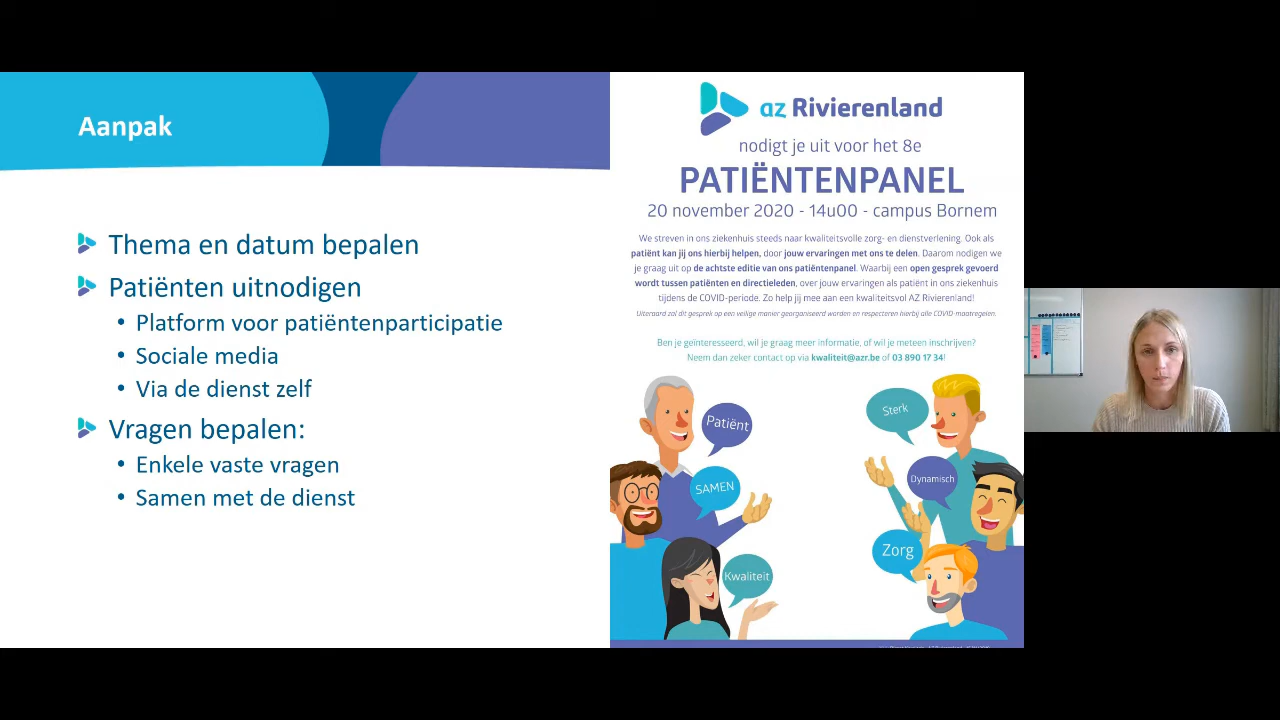 Aanpak
Thema en datum bepalen
Patiënten uitnodigen
• Platform voor patiëntenparticipatie
• Sociale media
• Via de dienst zelf
Vragen bepalen:
• Enkele vaste vragen
• Samen met de dienst
az Rivierenland
nodigt je uit voor het 8e
PATIËNTENPANEL
20 november 2020 - 14u00 - campus Bornem
We streven in ons ziekenhuis steeds naar kwaliteitsvolle zorg- en dienstverlening. Ook als
patiënt kan jij ons hierbij helpen, door jouw ervaringen met ons te delen. Daarom nodigen we
je graag uit op de achtste editie van ons patiëntenpanel. Waarbij een open gesprek gevoerd
wordt tussen patiënten en directieleden, over jouw ervaringen als patiënt in ons ziekenhuis
tijdens de COVID-periode. Zo help jij mee aan een kwaliteitsvol AZ Rivierenland!
Uiteraard zal dit gesprek op een veilige manier georganiseerd worden en respecteren hierbij alle COVID-maatregelen.
Ben je geïnteresseerd, wil je graag meer informatie, of wil je meteen inschrijven?
Neem dan zeker contact op via kwaliteit@azr.be of 03 890 17 34!
Patiënt
SAMEN
Kwaliteit
Sterk
Dynamisch
Zorg